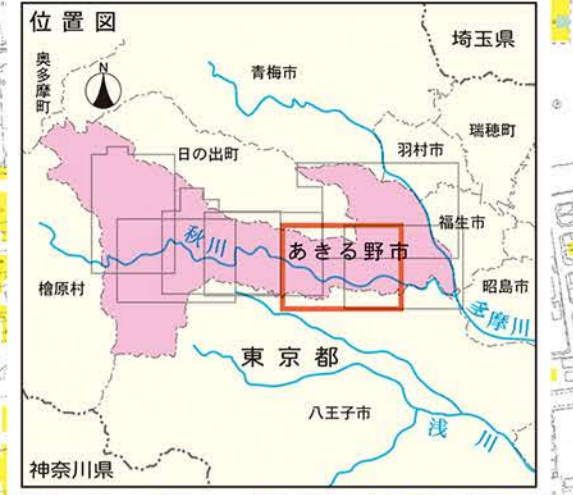 位置図
埼玉県
奥多摩町
N
青梅市
瑞穂町
羽村市
日の出町
福生市
秋川
あきる野市
檜原村
昭島市
多摩川
東京都
八王子市
浅川
神奈川県